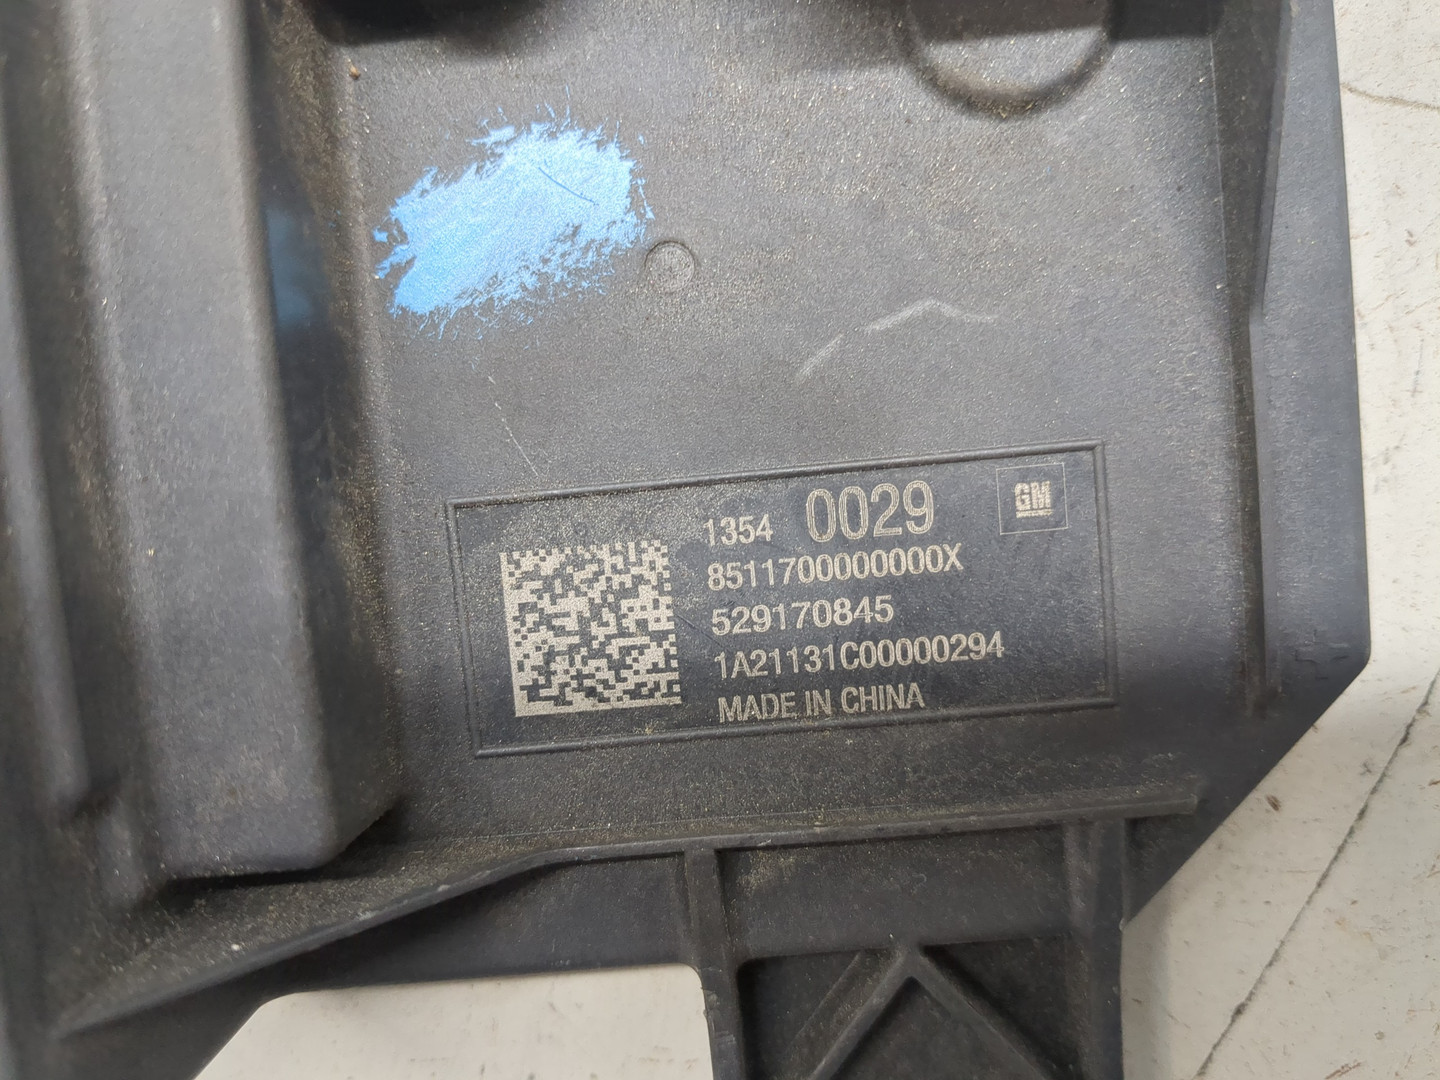 1354 0029 GM
8511700000000X
529170845
1A21131C00000294
MADE IN CHINA